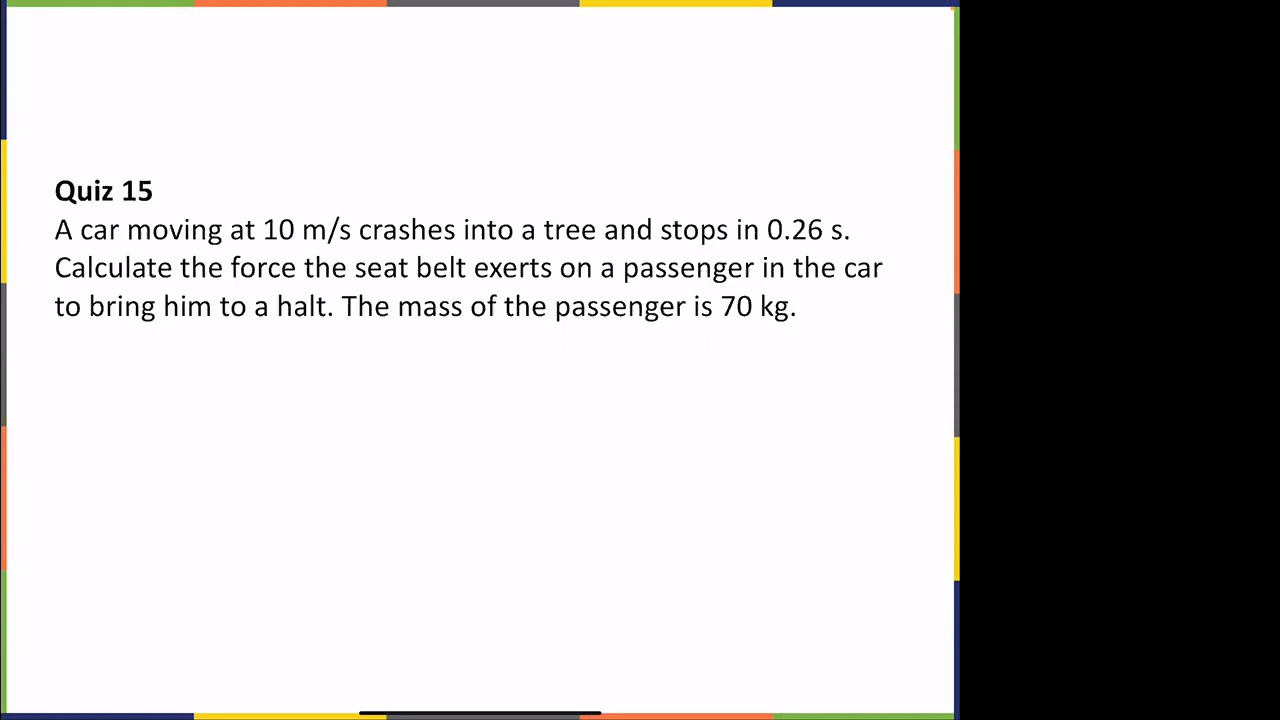 Quiz 15
A car moving at 10 m/s crashes into a tree and stops in 0.26 s.
Calculate the force the seat belt exerts on a passenger in the car
to bring him to a halt. The mass of the passenger is 70 kg.